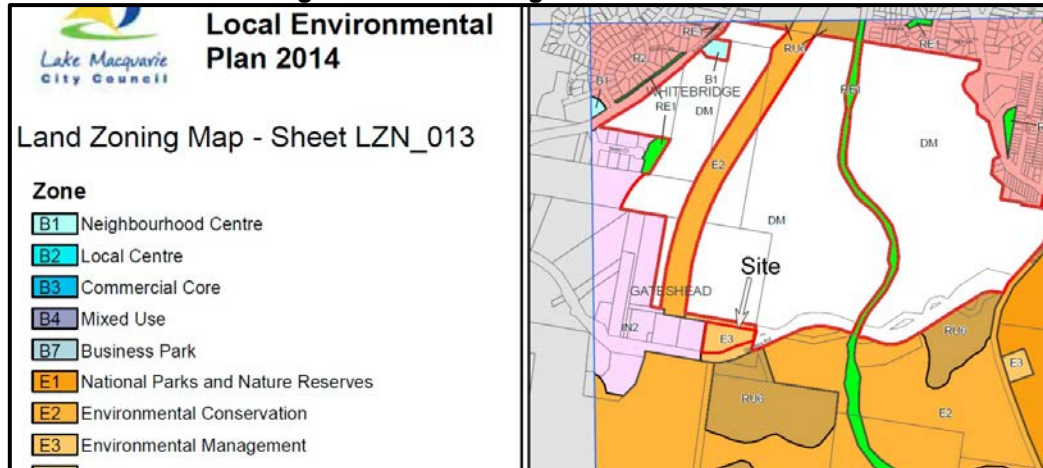 Lake Macquarie
City Council
Local Environmental
Plan 2014
Land Zoning Map - Sheet LZN_013
Zone
B1 Neighbourhood Centre
B2 Local Centre
B3 Commercial Core
B4 Mixed Use
B7 Business Park
E1 National Parks and Nature Reserves
E2 Environmental Conservation
E3 Environmental Management
RE1
RU6
RE1
R2
B1
B1
WHITEBRIDGE
RE1
RE1
DM
DM
E2
DM
Site
GATESHEAD
IN2
E3
RU6
E3
RU6
E2